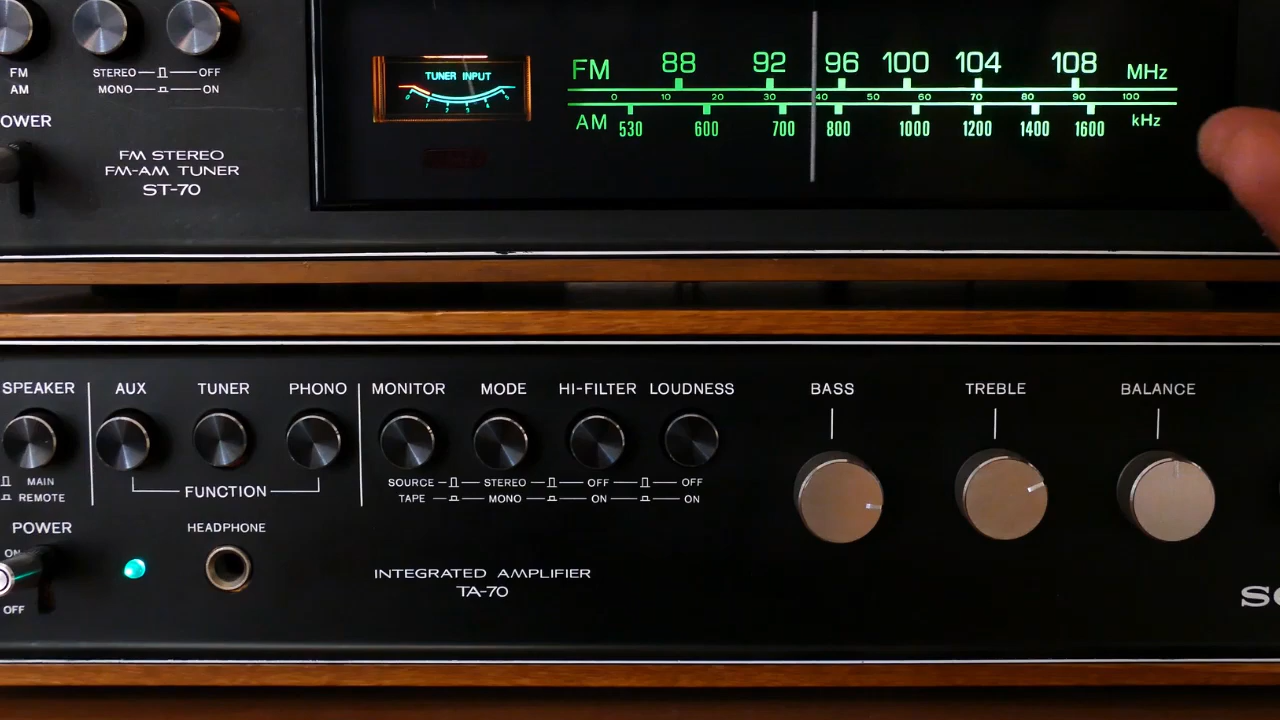 FM
AM
STEREO OFF
MONO ON
OWER
FM STEREO
FM-AM TUNER
ST-70
TUNER INPUT
FM 88 92 96 100 104 108 MHz
0 10 20 30 40 50 60 70 80 90 100
AM 530 600 700 800 1000 1200 1400 1600 kHz
SPEAKER AUX TUNER PHONO MONITOR MODE HI-FILTER LOUDNESS BASS TREBLE BALANCE
MAIN
REMOTE
FUNCTION
SOURCE STEREO OFF OFF
TAPE MONO ON ON
POWER
ON
OFF
HEADPHONE
INTEGRATED AMPLIFIER
TA-70
SO